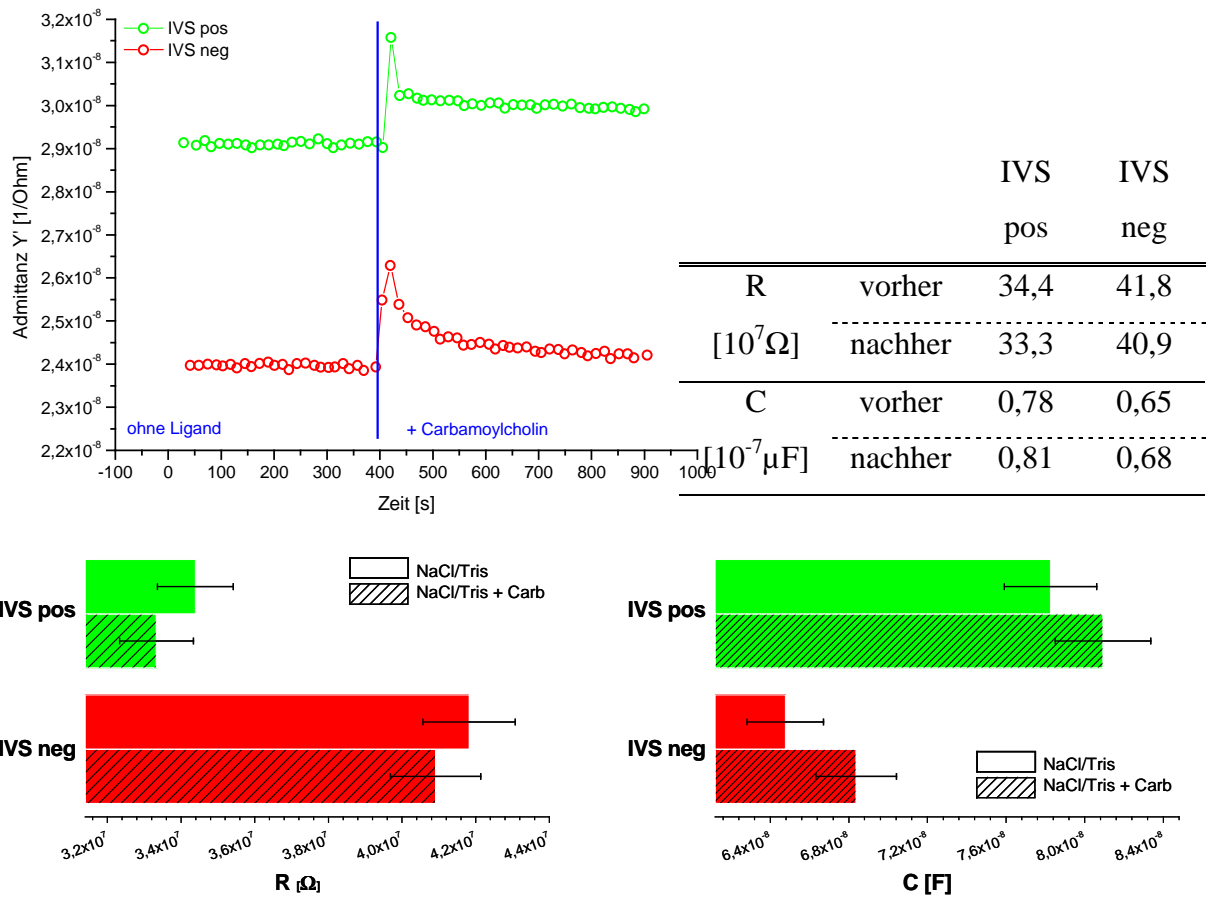 3,2x10⁻⁸
3,1x10⁻⁸
3,0x10⁻⁸
2,9x10⁻⁸
2,8x10⁻⁸
2,7x10⁻⁸
2,6x10⁻⁸
2,5x10⁻⁸
2,4x10⁻⁸
2,3x10⁻⁸
2,2x10⁻⁸
Admittanz Y' [1/Ohm]
IVS pos
IVS neg
ohne Ligand
+ Carbamoylcholin
-100 0 100 200 300 400 500 600 700 800 900 1000
Zeit [s]
IVS IVS
pos neg
R vorher 34,4 41,8
[10⁷Ω] nachher 33,3 40,9
C vorher 0,78 0,65
[10⁻⁷µF] nachher 0,81 0,68
NaCl/Tris
NaCl/Tris + Carb
IVS pos
IVS neg
3,2x10⁷ 3,4x10⁷ 3,6x10⁷ 3,8x10⁷ 4,0x10⁷ 4,2x10⁷ 4,4x10⁷
R [Ω]
IVS pos
IVS neg
NaCl/Tris
NaCl/Tris + Carb
6,4x10⁻⁸ 6,8x10⁻⁸ 7,2x10⁻⁸ 7,6x10⁻⁸ 8,0x10⁻⁸ 8,4x10⁻⁸
C [F]